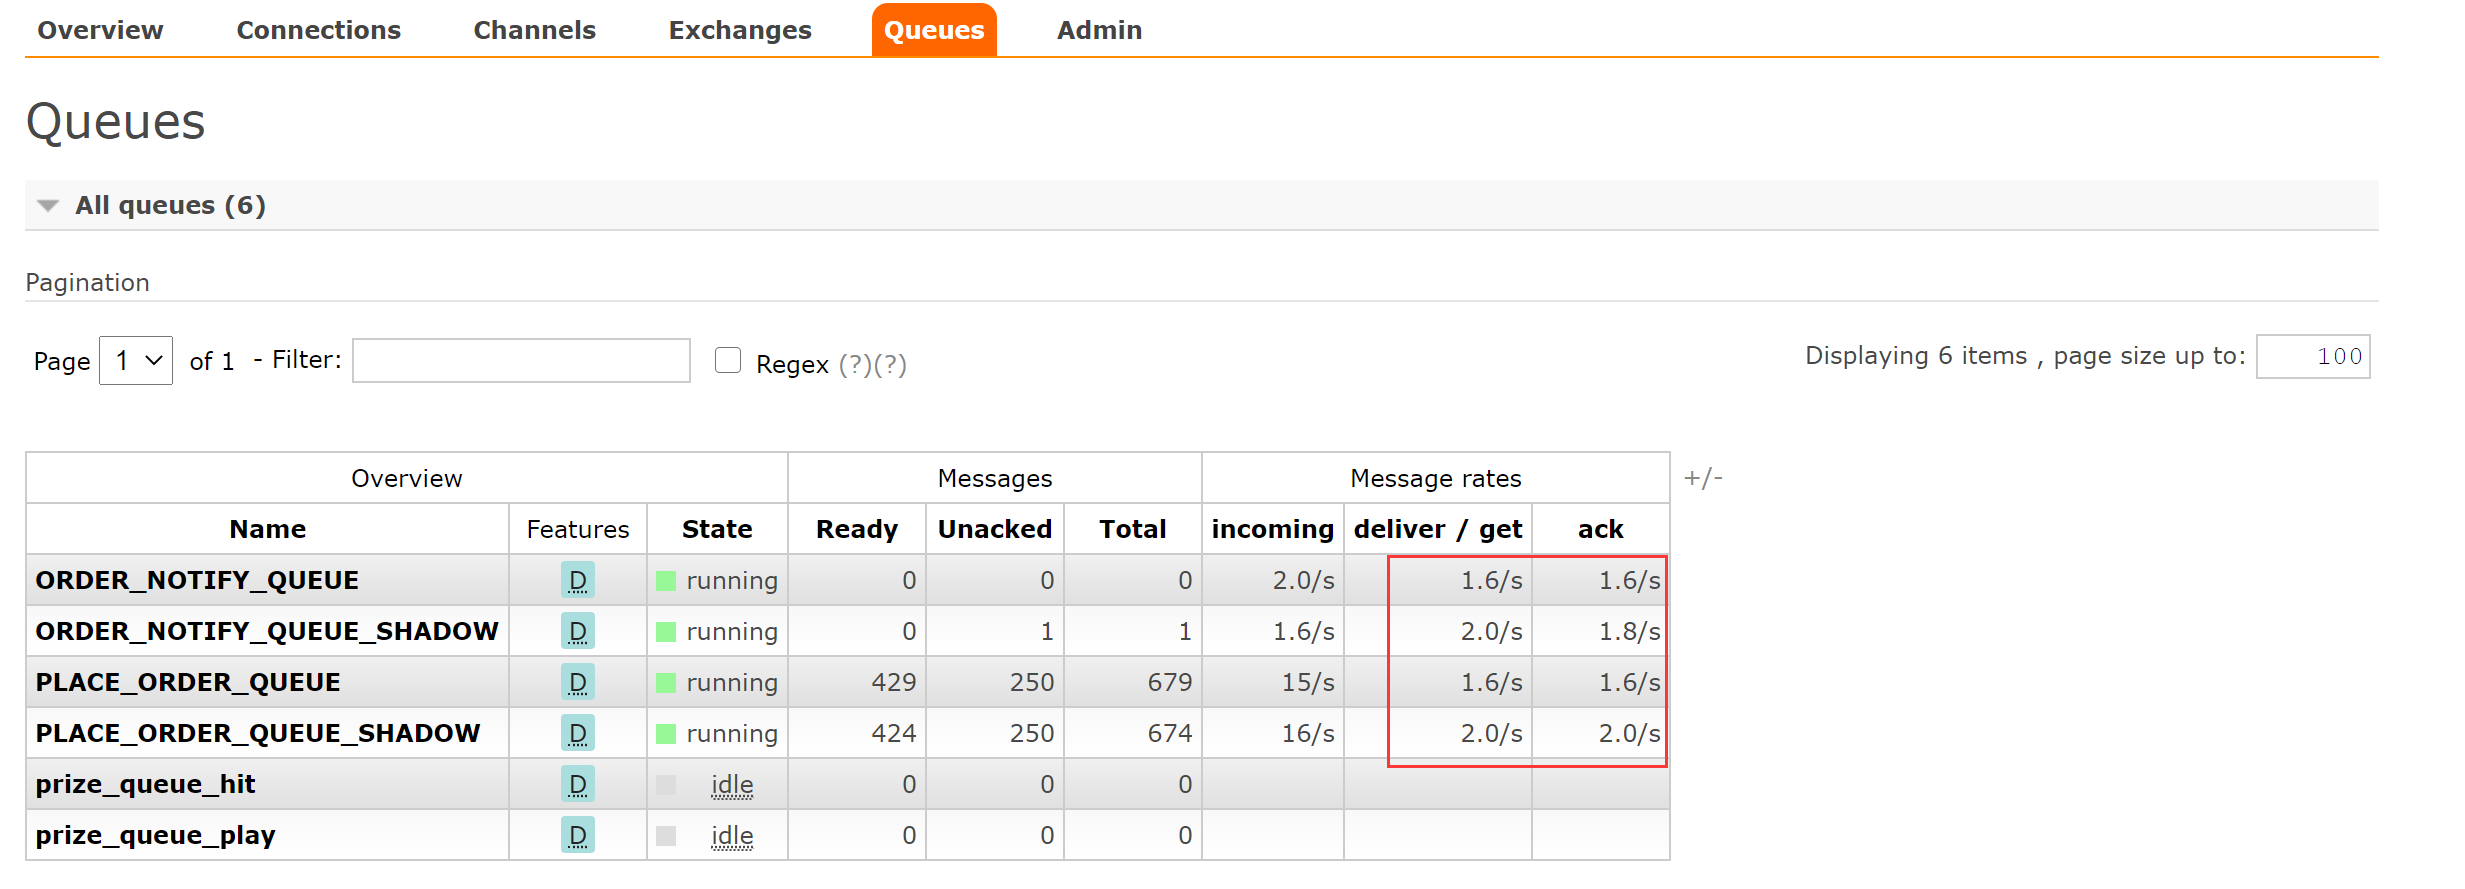 Overview Connections Channels Exchanges Queues Admin
Queues
All queues (6)
Pagination
Page 1 of 1 - Filter: Regex (?)(?) Displaying 6 items , page size up to: 100
Overview Messages Message rates +/-
Name Features State Ready Unacked Total incoming deliver / get ack
ORDER_NOTIFY_QUEUE D running 0 0 0 2.0/s 1.6/s 1.6/s
ORDER_NOTIFY_QUEUE_SHADOW D running 0 1 1 1.6/s 2.0/s 1.8/s
PLACE_ORDER_QUEUE D running 429 250 679 15/s 1.6/s 1.6/s
PLACE_ORDER_QUEUE_SHADOW D running 424 250 674 16/s 2.0/s 2.0/s
prize_queue_hit D idle 0 0 0
prize_queue_play D idle 0 0 0